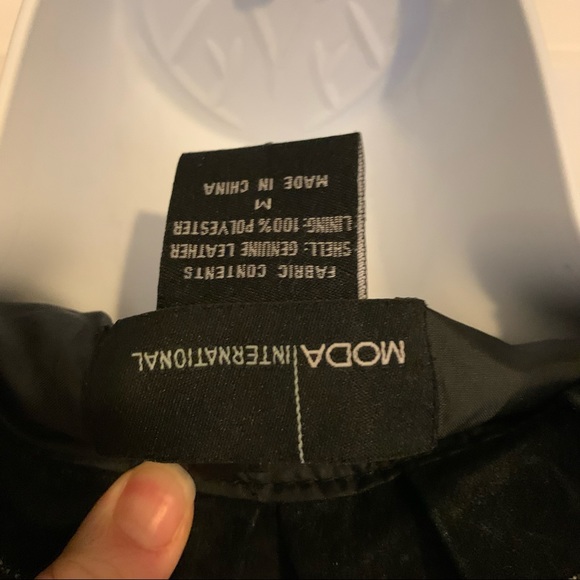 MODA INTERNATIONAL
FABRIC CONTENTS
SHELL: GENUINE LEATHER
LINING: 100% POLYESTER
M
MADE IN CHINA